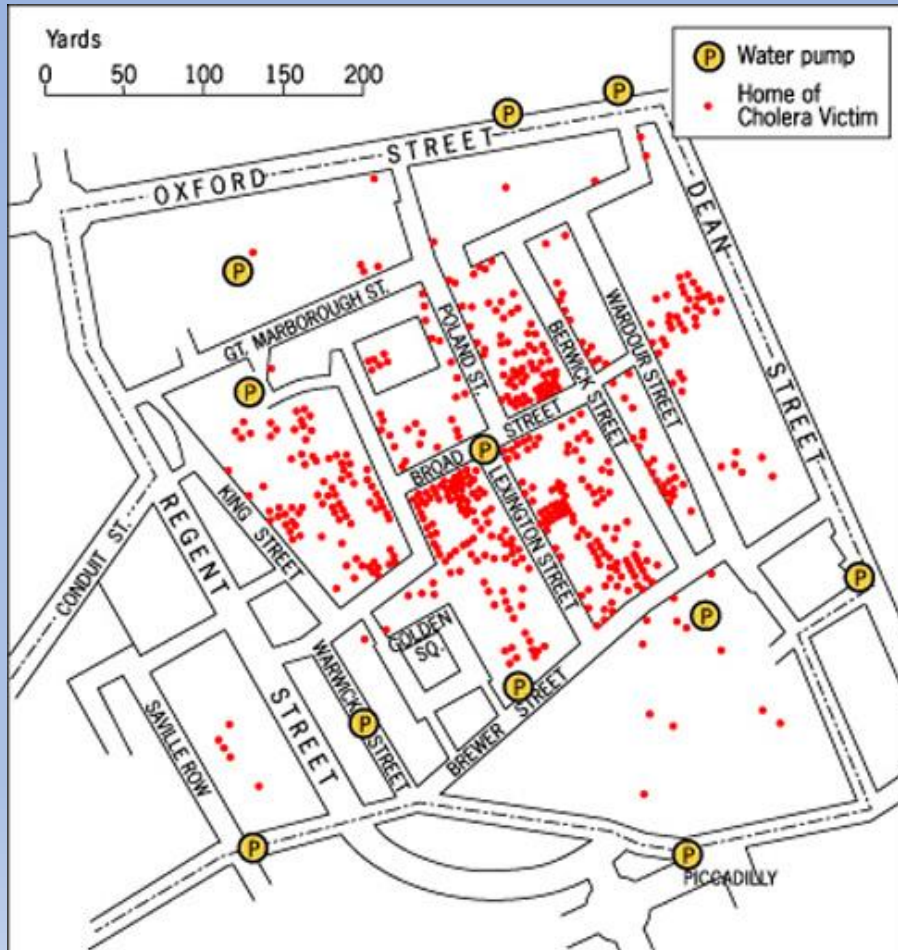 Yards
0 50 100 150 200
P Water pump
Home of
Cholera Victim
P
P
OXFORD STREET
DEAN STREET
P
GT. MARBOROUGH ST.
POLAND ST.
BERWICK STREET
WARDOUR STREET
P
BROAD STREET
P
LEXINGTON STREET
KING STREET
REGENT STREET
CONDUIT ST.
P
P
GOLDEN
SQ.
WARWICK STREET
P
P
BREWER STREET
SAVILLE ROW
P
P
PICCADILLY